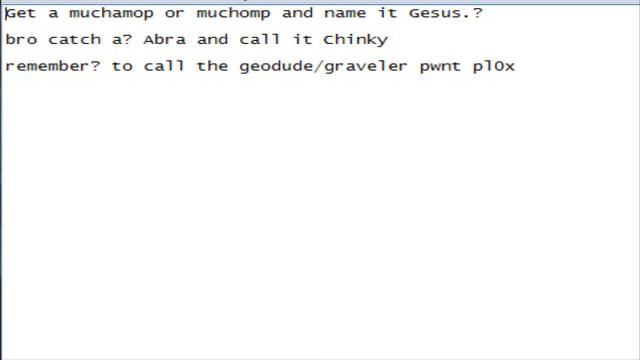 Get a muchamop or muchomp and name it Gesus.?
bro catch a? Abra and call it Chinky
remember? to call the geodude/graveler pwnt pl0x